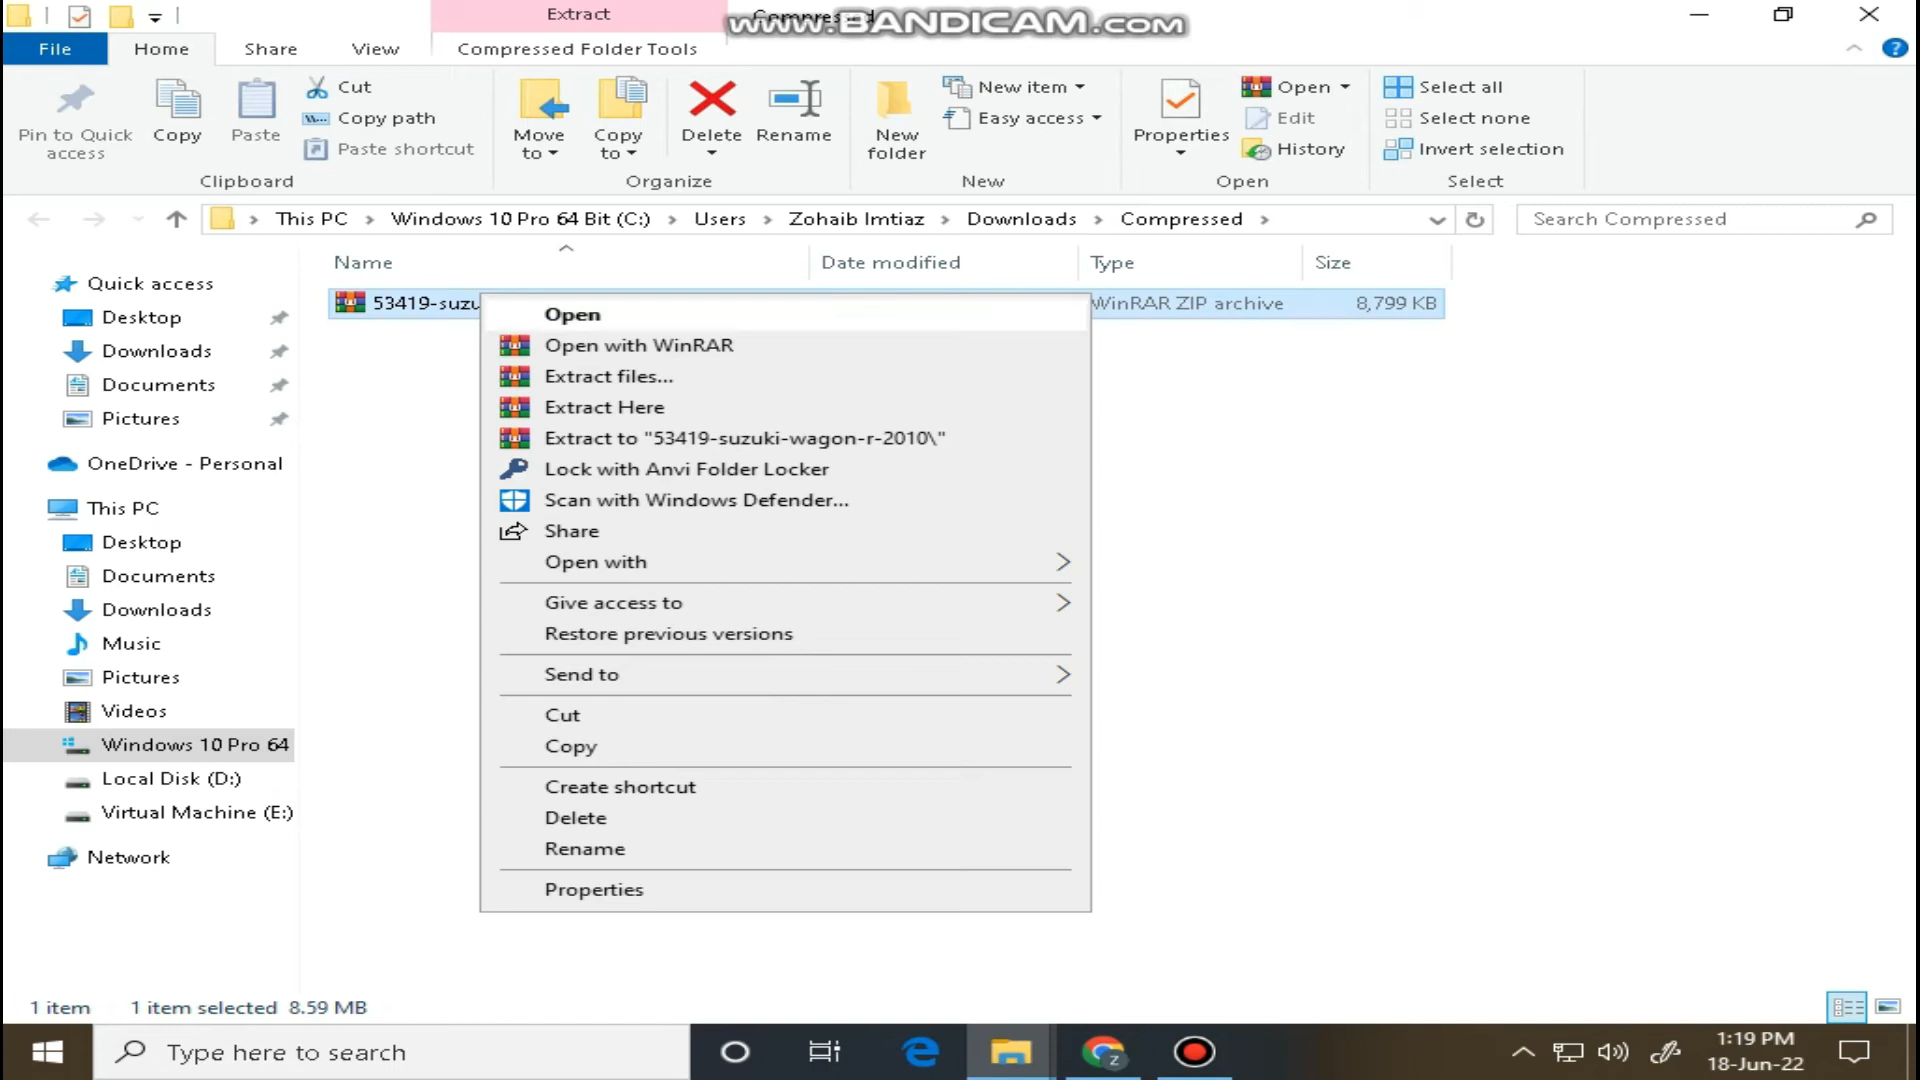 Extract
Compressed
www.BANDICAM.com
File
Home
Share
View
Compressed Folder Tools
Pin to Quick access
Copy
Paste
Cut
Copy path
Paste shortcut
Clipboard
Move to
Copy to
Delete
Rename
Organize
New folder
New item
Easy access
New
Properties
Open
Edit
History
Open
Select all
Select none
Invert selection
Select
This PC > Windows 10 Pro 64 Bit (C:) > Users > Zohaib Imtiaz > Downloads > Compressed >
Search Compressed
Name
Date modified
Type
Size
53419-suzu
WinRAR ZIP archive
8,799 KB
Quick access
Desktop
Downloads
Documents
Pictures
OneDrive - Personal
This PC
Desktop
Documents
Downloads
Music
Pictures
Videos
Windows 10 Pro 64
Local Disk (D:)
Virtual Machine (E:)
Network
Open
Open with WinRAR
Extract files...
Extract Here
Extract to "53419-suzuki-wagon-r-2010\"
Lock with Anvi Folder Locker
Scan with Windows Defender...
Share
Open with
Give access to
Restore previous versions
Send to
Cut
Copy
Create shortcut
Delete
Rename
Properties
1 item
1 item selected 8.59 MB
Type here to search
1:19 PM
18-Jun-22